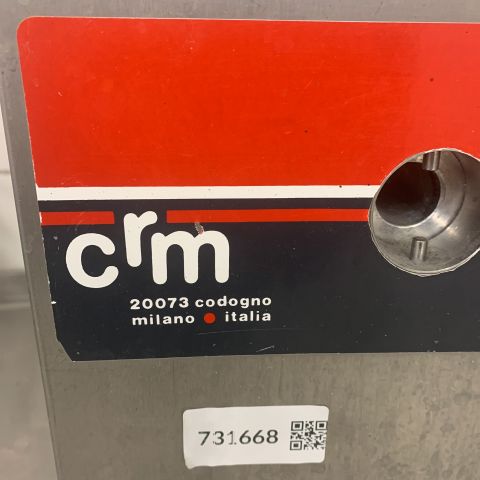 crm
20073 codogno
milano • italia
731668